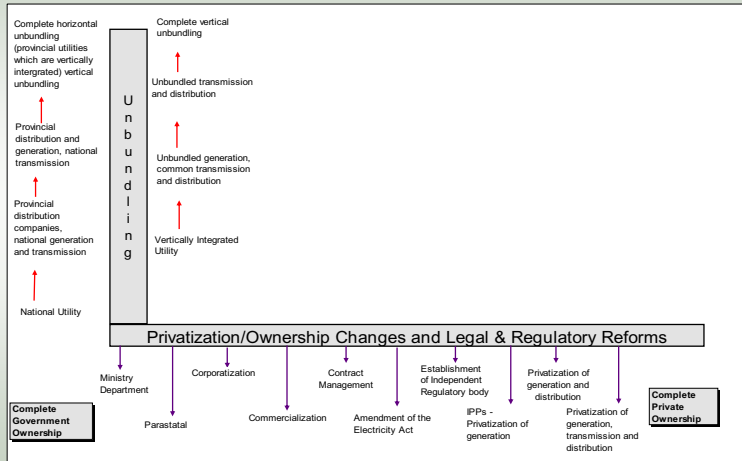 Complete horizontal
unbundling
(provincial utilities
which are vertically
intergrated) vertical
unbundling
Provincial
distribution and
generation, national
transmission
Provincial
distribution
companies,
national generation
and transmission
National Utility
Unbundling
Complete vertical
unbundling
Unbundled transmission
and distribution
Unbundled generation,
common transmission
and distribution
Vertically Integrated
Utility
Privatization/Ownership Changes and Legal & Regulatory Reforms
Ministry
Department
Parastatal
Corporatization
Commercialization
Contract
Management
Amendment of the
Electricity Act
Establishment
of Independent
Regulatory body
IPPs -
Privatization of
generation
Privatization of
generation and
distribution
Privatization of
generation,
transmission and
distribution
Complete
Government
Ownership
Complete
Private
Ownership